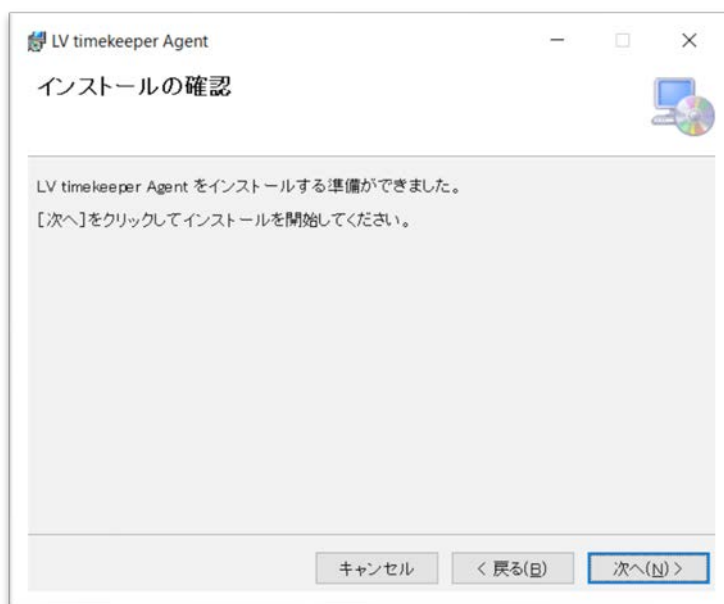 LV timekeeper Agent
インストールの確認
LV timekeeper Agent をインストールする準備ができました。
[次へ]をクリックしてインストールを開始してください。
キャンセル
< 戻る(B)
次へ(N) >